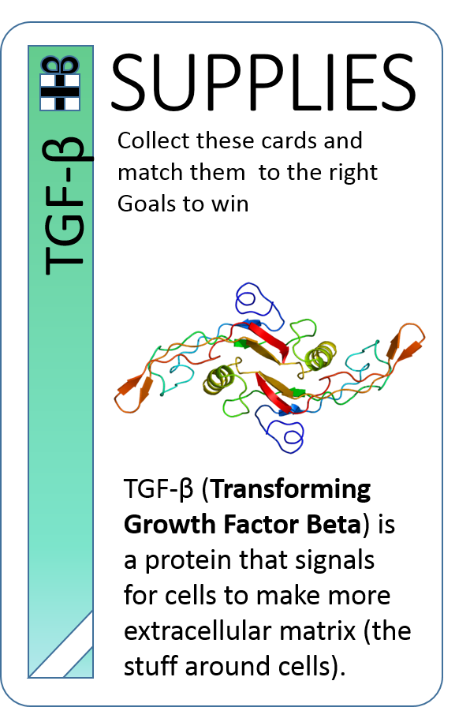 SUPPLIES
Collect these cards and
match them  to the right
Goals to win
TGF-β
TGF-β (Transforming
Growth Factor Beta) is
a protein that signals
for cells to make more
extracellular matrix (the
stuff around cells).